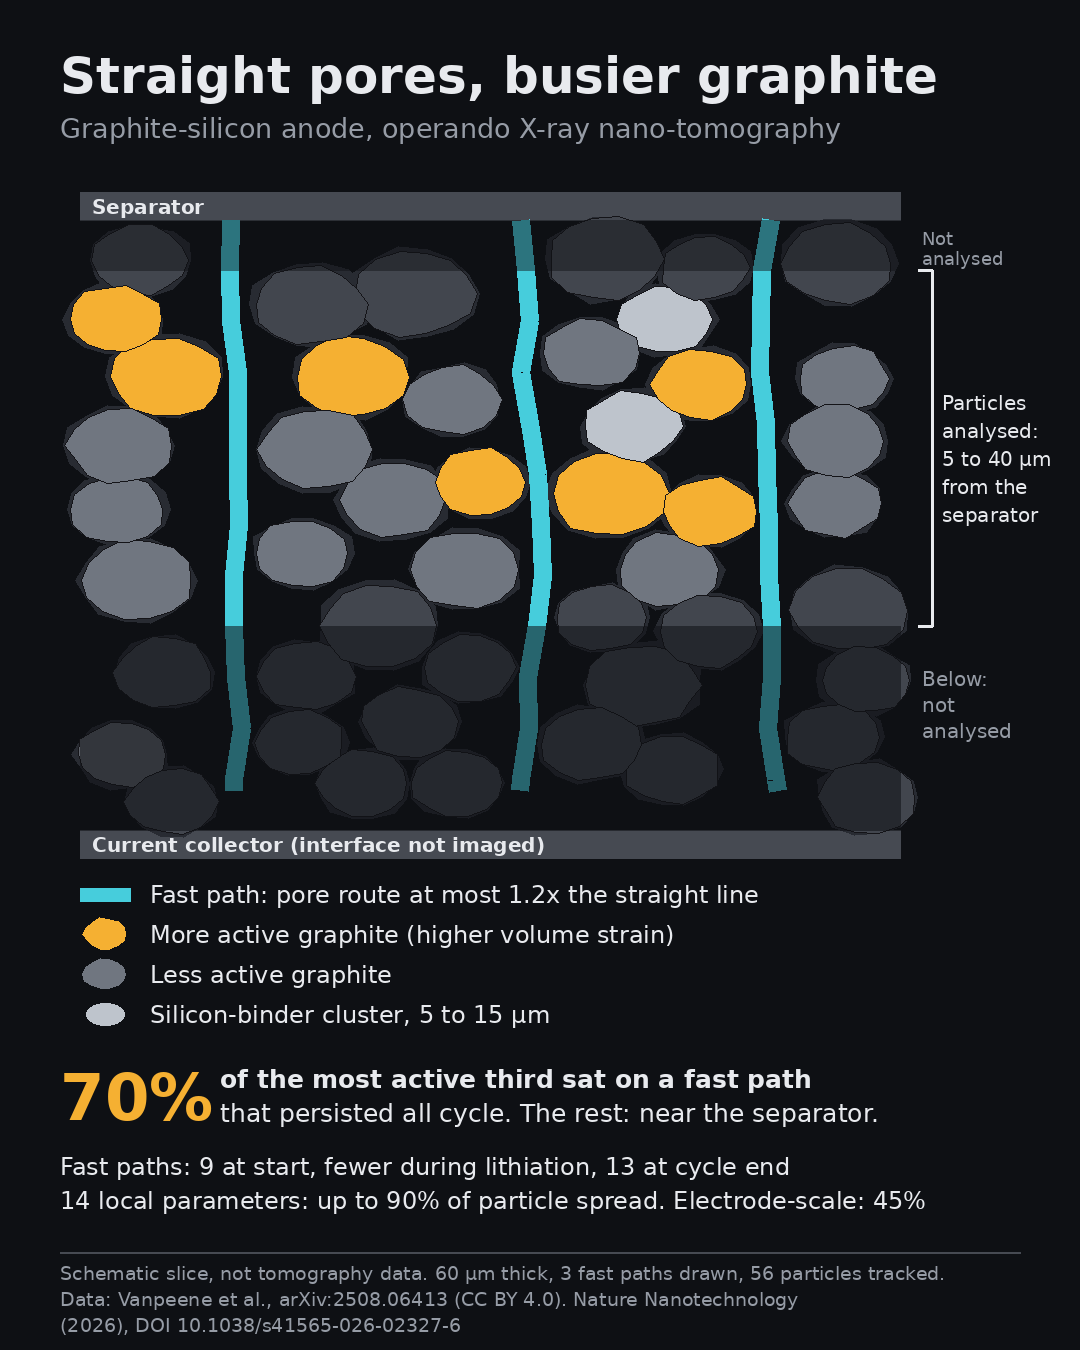 Straight pores, busier graphite
Graphite-silicon anode, operando X-ray nano-tomography
Separator
Not
analysed
Particles
analysed:
5 to 40 µm
from the
separator
Below:
not
analysed
Current collector (interface not imaged)
Fast path: pore route at most 1.2x the straight line
More active graphite (higher volume strain)
Less active graphite
Silicon-binder cluster, 5 to 15 µm
70% of the most active third sat on a fast path
that persisted all cycle. The rest: near the separator.
Fast paths: 9 at start, fewer during lithiation, 13 at cycle end
14 local parameters: up to 90% of particle spread. Electrode-scale: 45%
Schematic slice, not tomography data. 60 µm thick, 3 fast paths drawn, 56 particles tracked.
Data: Vanpeene et al., arXiv:2508.06413 (CC BY 4.0). Nature Nanotechnology
(2026), DOI 10.1038/s41565-026-02327-6